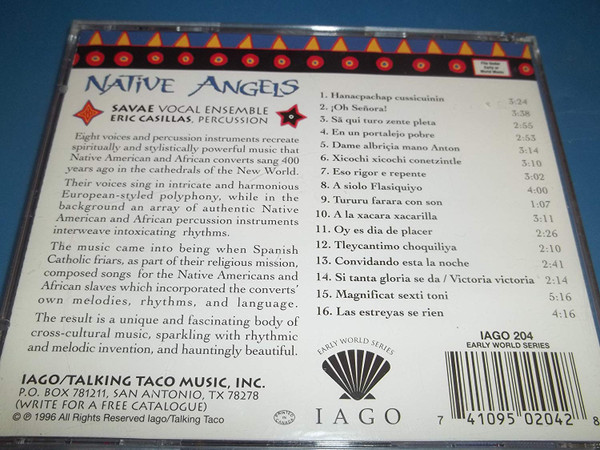 File Under:
Early or
World Music
NATIVE ANGELS
SAVAE VOCAL ENSEMBLE
ERIC CASILLAS, PERCUSSION
Eight voices and percussion instruments recreate
spiritually and stylistically powerful music that
Native American and African converts sang 400
years ago in the cathedrals of the New World.
Their voices sing in intricate and harmonious
European-styled polyphony, while in the
background an array of authentic Native
American and African percussion instruments
interweave intoxicating rhythms.
The music came into being when Spanish
Catholic friars, as part of their religious mission,
composed songs for the Native Americans and
African slaves which incorporated the converts'
own melodies, rhythms, and language.
The result is a unique and fascinating body of
cross-cultural music, sparkling with rhythmic
and melodic invention, and hauntingly beautiful.
IAGO/TALKING TACO MUSIC, INC.
P.O. BOX 781211, SAN ANTONIO, TX 78278
(WRITE FOR A FREE CATALOGUE)
© ℗ 1996 All Rights Reserved Iago/Talking Taco
PRINTED IN CANADA
1. Hanacpachap cussicuinin 3:24
2. ¡Oh Señora! 3:38
3. Sã qui turo zente pleta 2:55
4. En un portalejo pobre 2:53
5. Dame albriçia mano Anton 3:14
6. Xicochi xicochi conetzintle 3:10
7. Eso rigor e repente 3:02
8. A siolo Flasiquiyo 4:00
9. Tururu farara con son 1:07
10. A la xacara xacarilla 3:11
11. Oy es dia de placer 2:26
12. Tleycantimo choquiliya 2:10
13. Convidando esta la noche 2:41
14. Si tanta gloria se da / Victoria victoria 2:14
15. Magnificat sexti toni 5:16
16. Las estreyas se rien 4:16
EARLY WORLD SERIES
IAGO
IAGO 204
EARLY WORLD SERIES
7 41095 02042 8